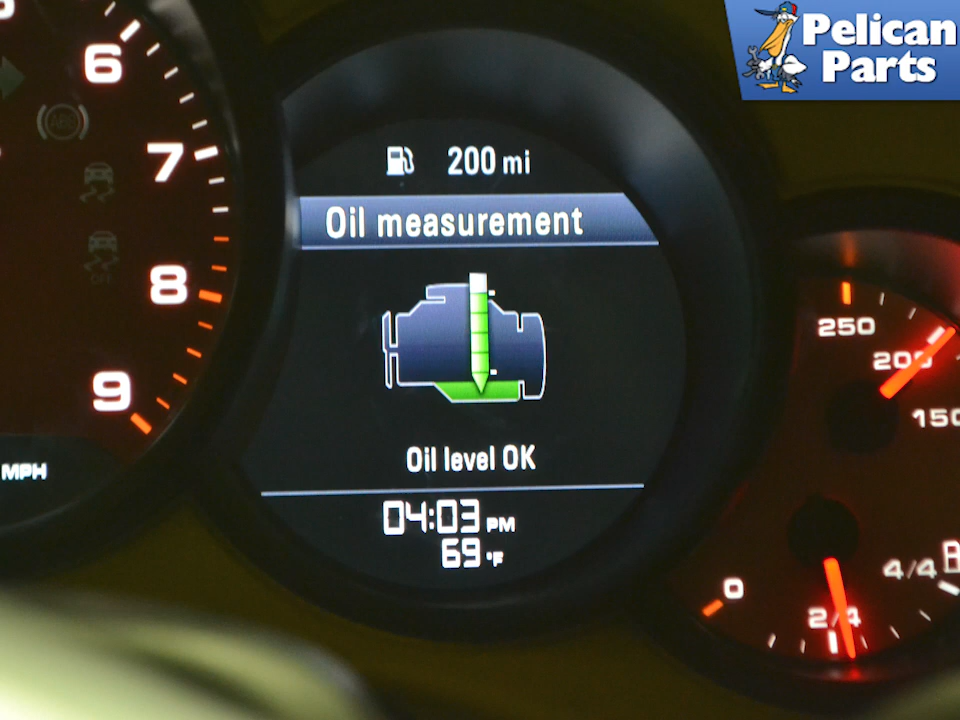 Pelican
Parts
6
7
8
9
ABS
MPH
200 mi
Oil measurement
Oil level OK
04:03 PM
69 °F
250
200
150
0
2/4
4/4